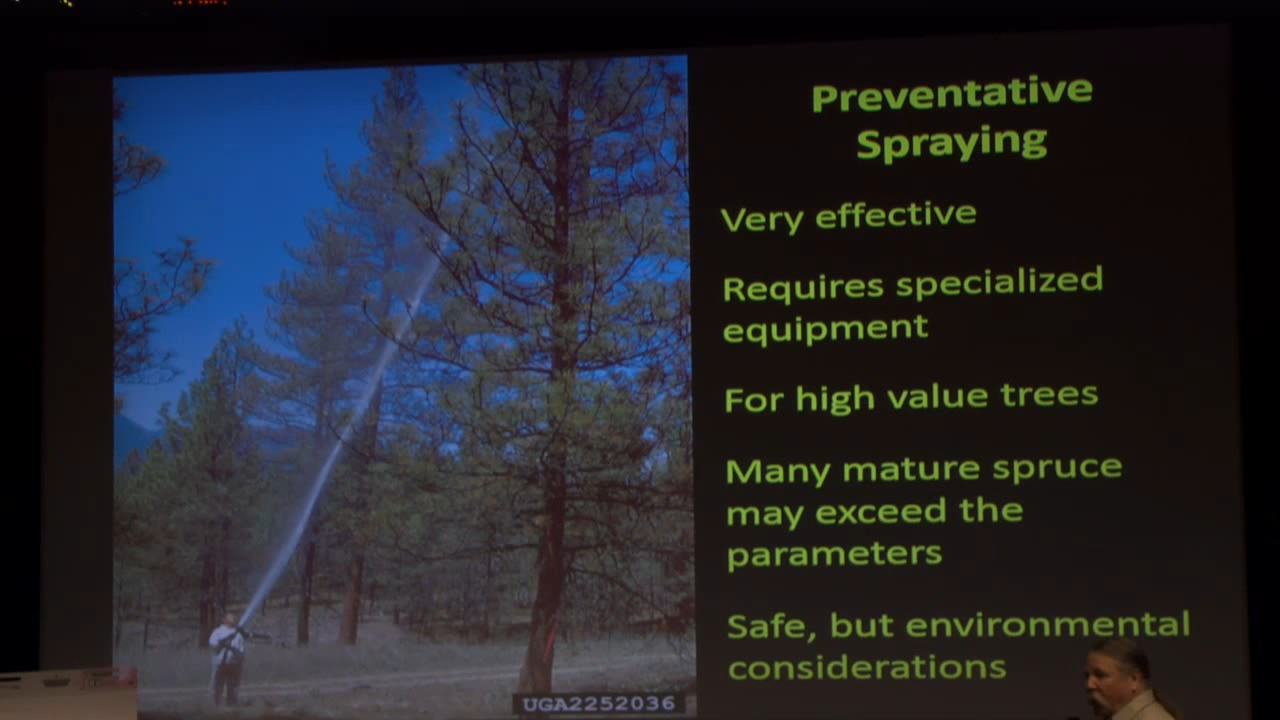 Preventative
Spraying
Very effective
Requires specialized
equipment
For high value trees
Many mature spruce
may exceed the
parameters
Safe, but environmental
considerations
UGA2252036